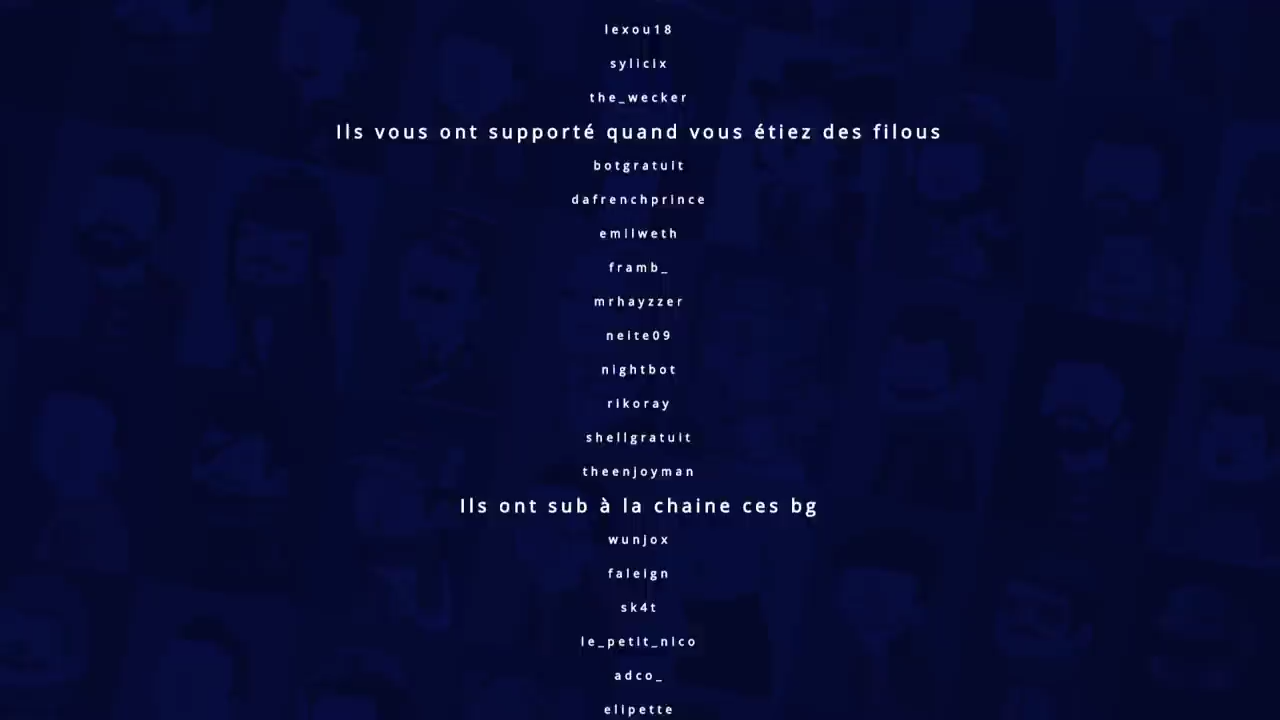 lexou18
sylicix
the_wecker
Ils vous ont supporté quand vous étiez des filous
botgratuit
dafrenchprince
emilweth
framb_
mrhayzzer
neite09
nightbot
rikoray
shellgratuit
theenjoyman
Ils ont sub à la chaine ces bg
wunjox
faleign
sk4t
le_petit_nico
adco_
elipette